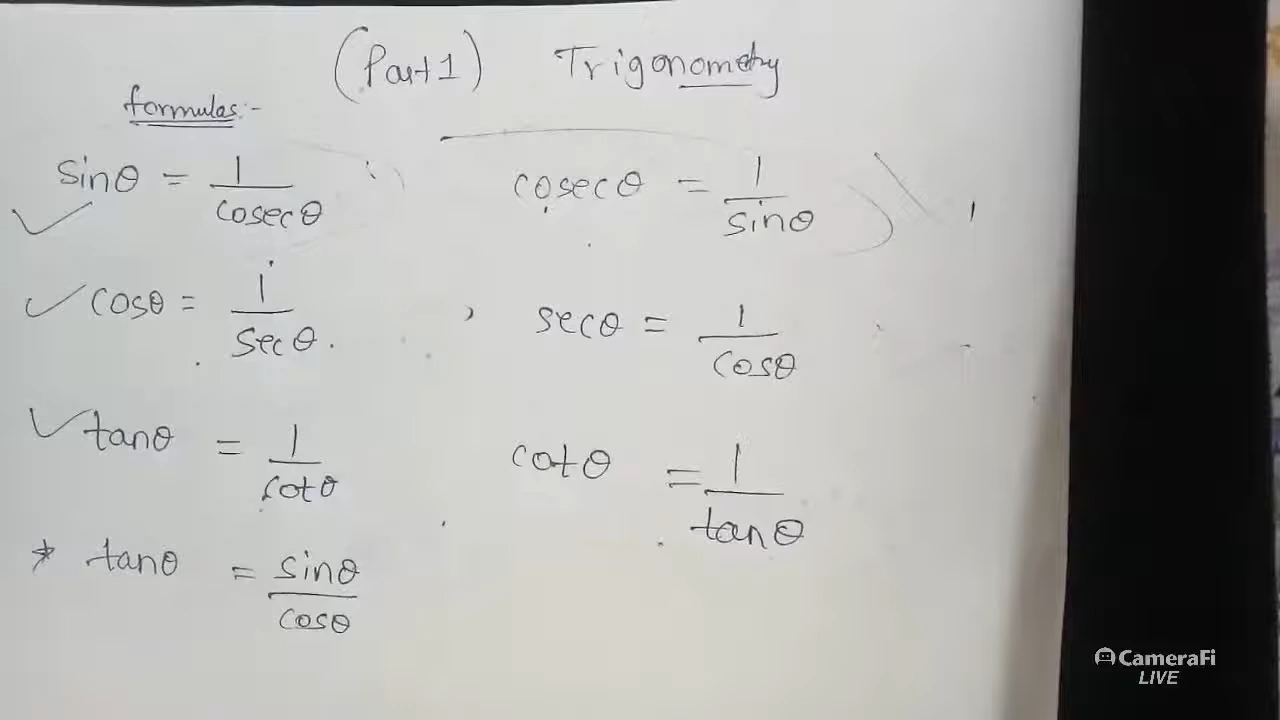 (Part 1) Trigonometry
formulas:-
sinθ = 1/cosecθ cosecθ = 1/sinθ
cosθ = 1/secθ. , secθ = 1/cosθ
tanθ = 1/cotθ cotθ = 1/tanθ
* tanθ = sinθ/cosθ
CameraFi
LIVE